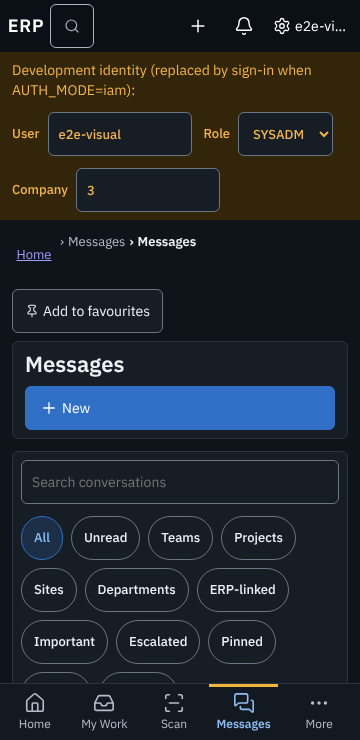 ERP
e2e-vi...
Development identity (replaced by sign-in when
AUTH_MODE=iam):
User e2e-visual Role SYSADM
Company 3
Home › Messages › Messages
Add to favourites
Messages
New
Search conversations
All Unread Teams Projects
Sites Departments ERP-linked
Important Escalated Pinned
Home My Work Scan Messages More